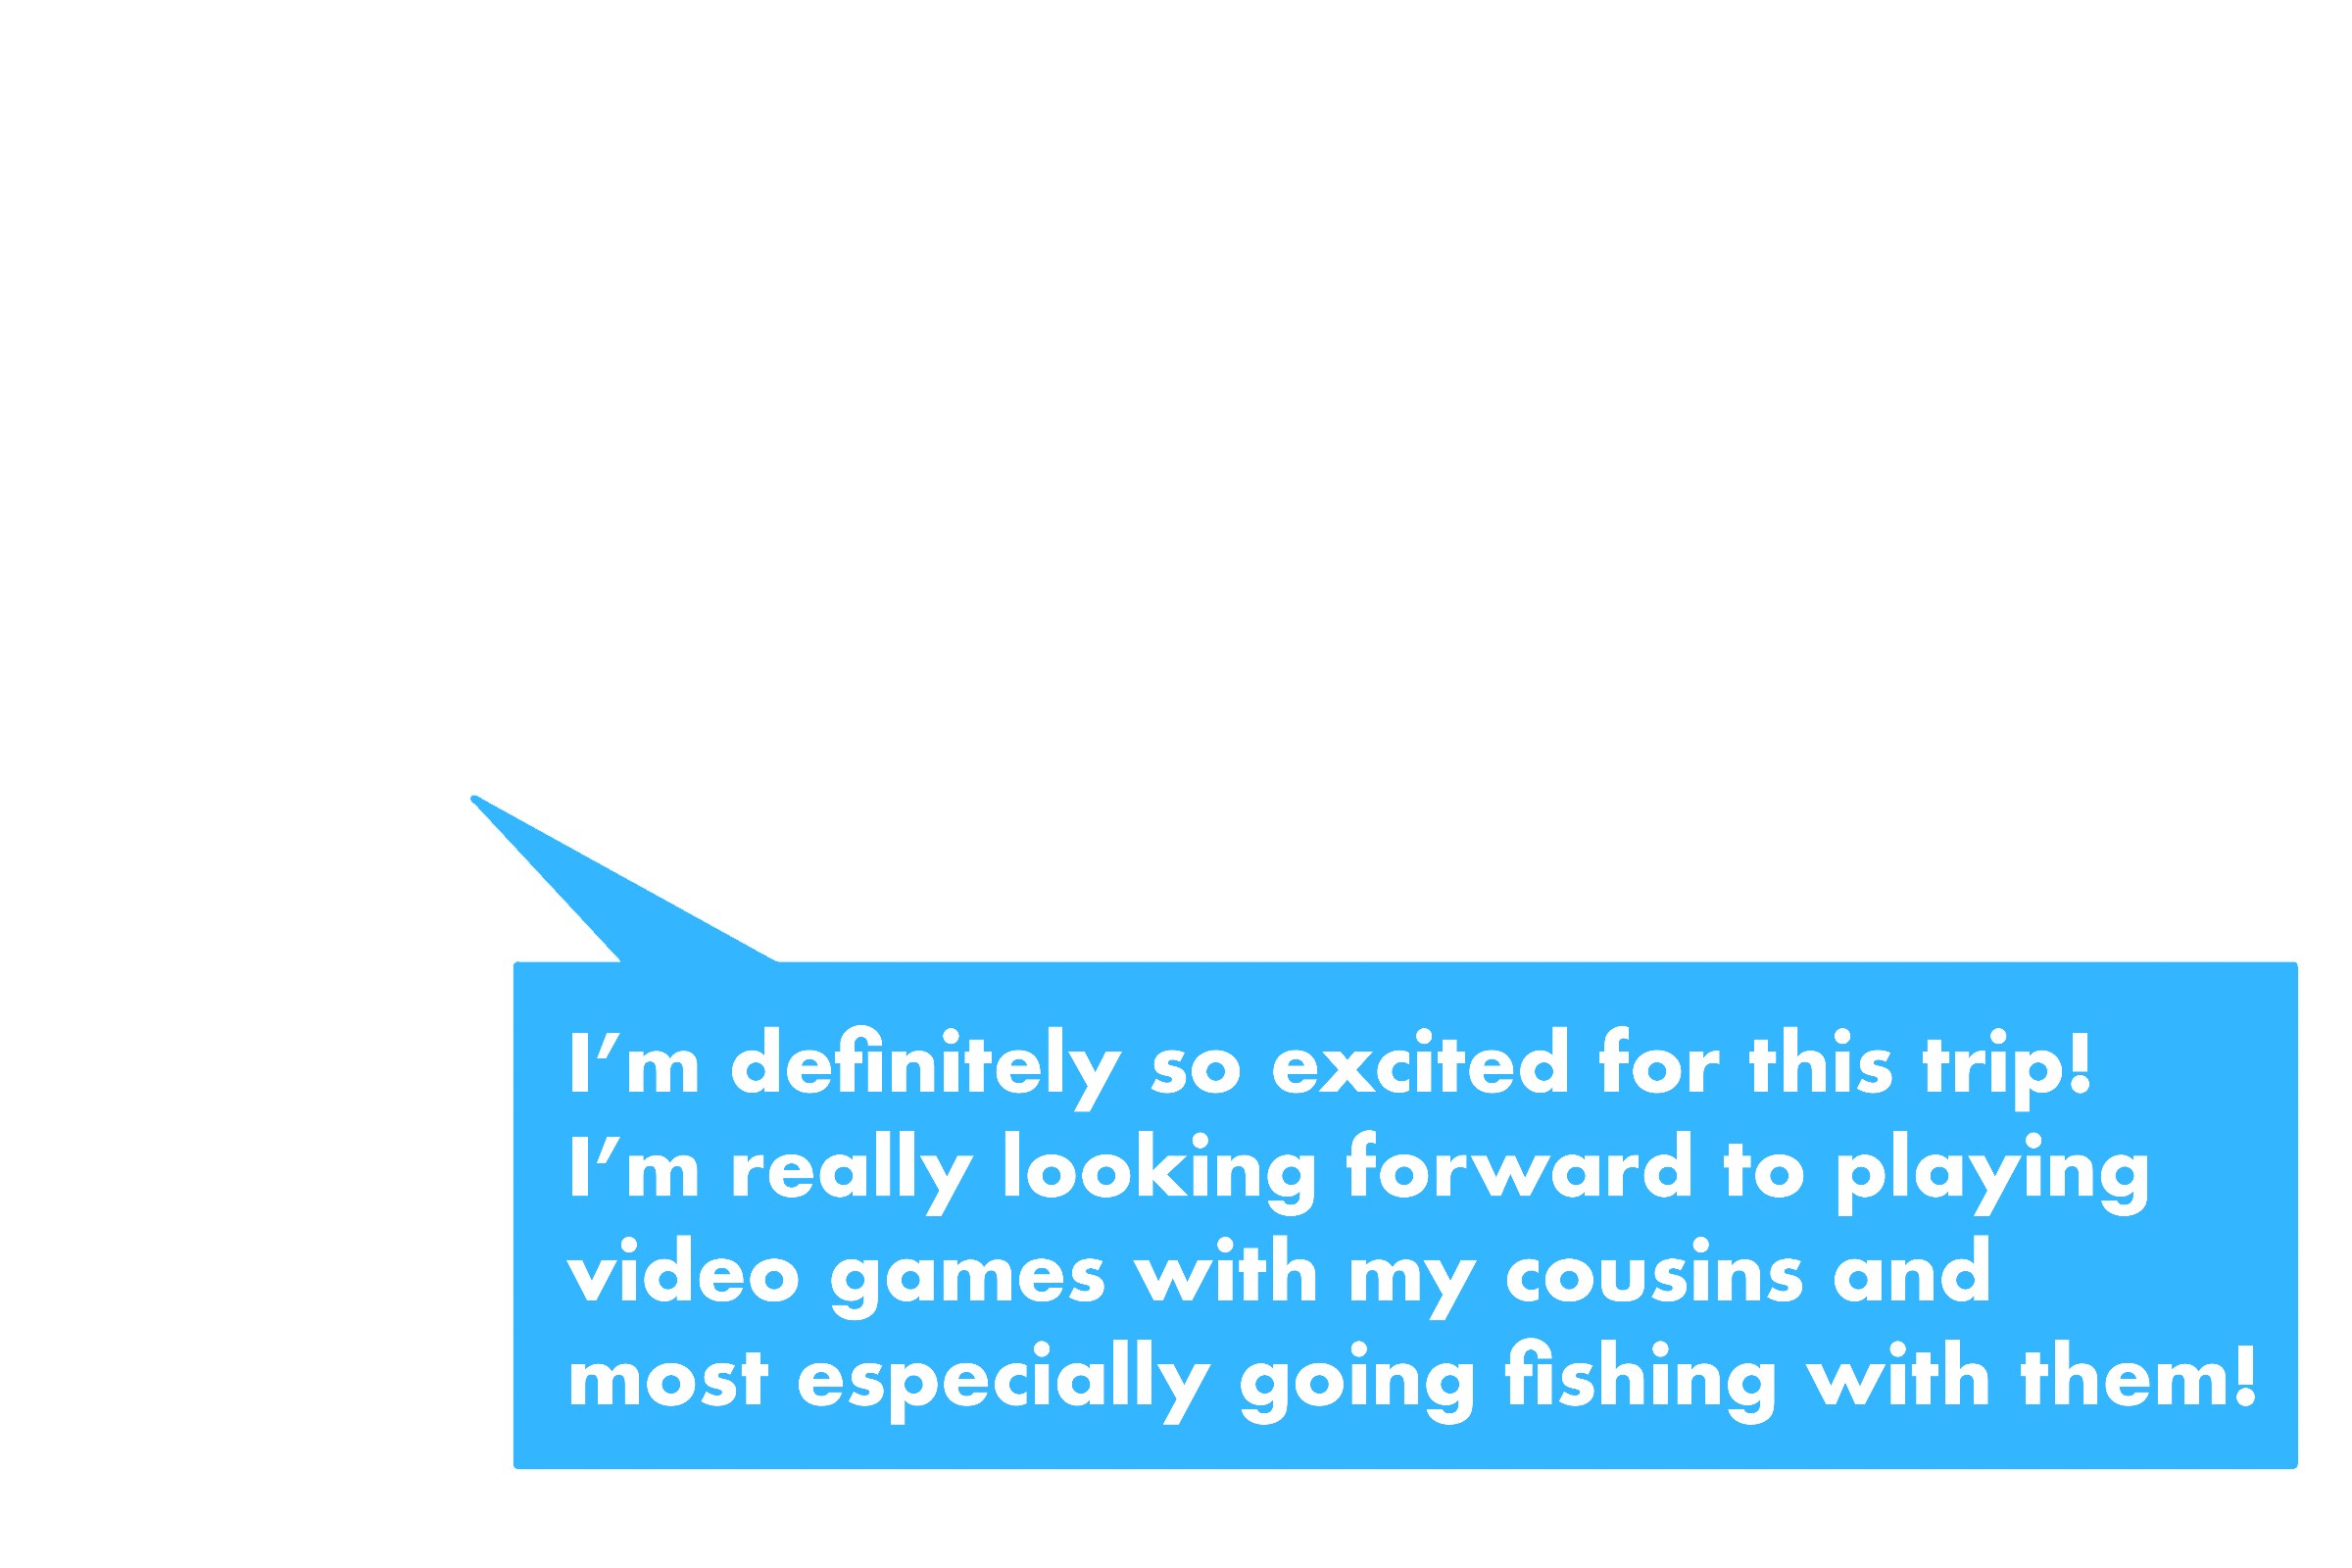 I’m definitely so excited for this trip!
I’m really looking forward to playing
video games with my cousins and
most especially going fishing with them!